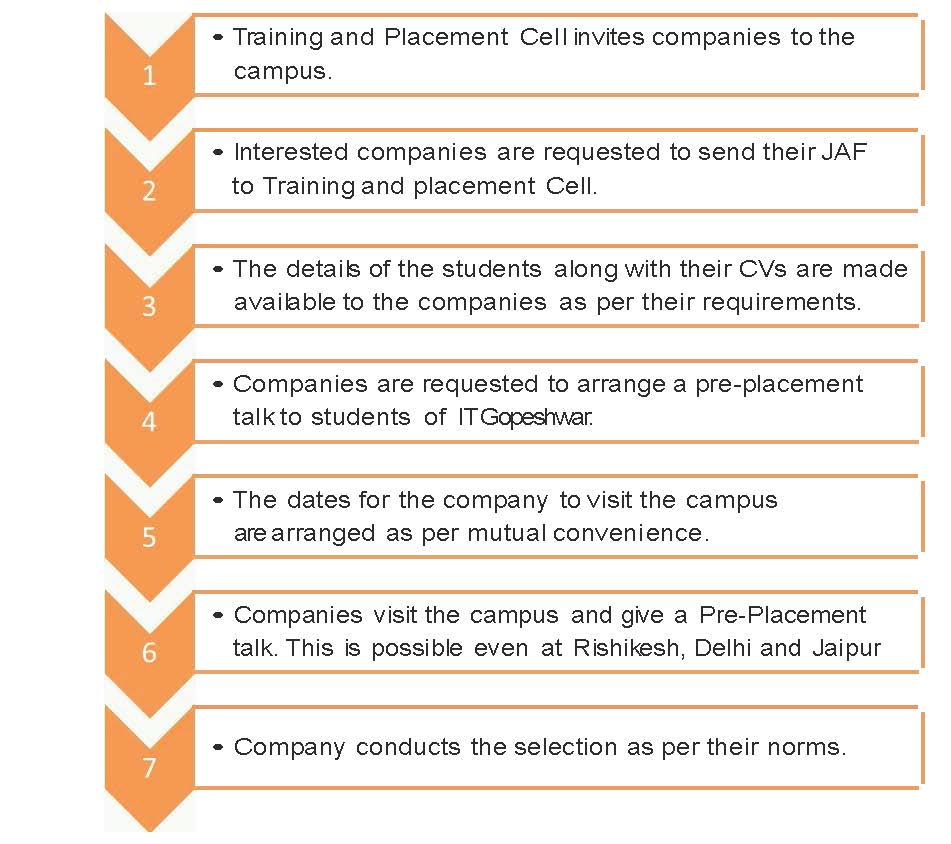 1
• Training and Placement Cell invites companies to the
campus.
2
• Interested companies are requested to send their JAF
to Training and placement Cell.
3
• The details of the students along with their CVs are made
available to the companies as per their requirements.
4
• Companies are requested to arrange a pre-placement
talk to students of IT Gopeshwar.
5
• The dates for the company to visit the campus
are arranged as per mutual convenience.
6
• Companies visit the campus and give a Pre-Placement
talk. This is possible even at Rishikesh, Delhi and Jaipur
7
• Company conducts the selection as per their norms.